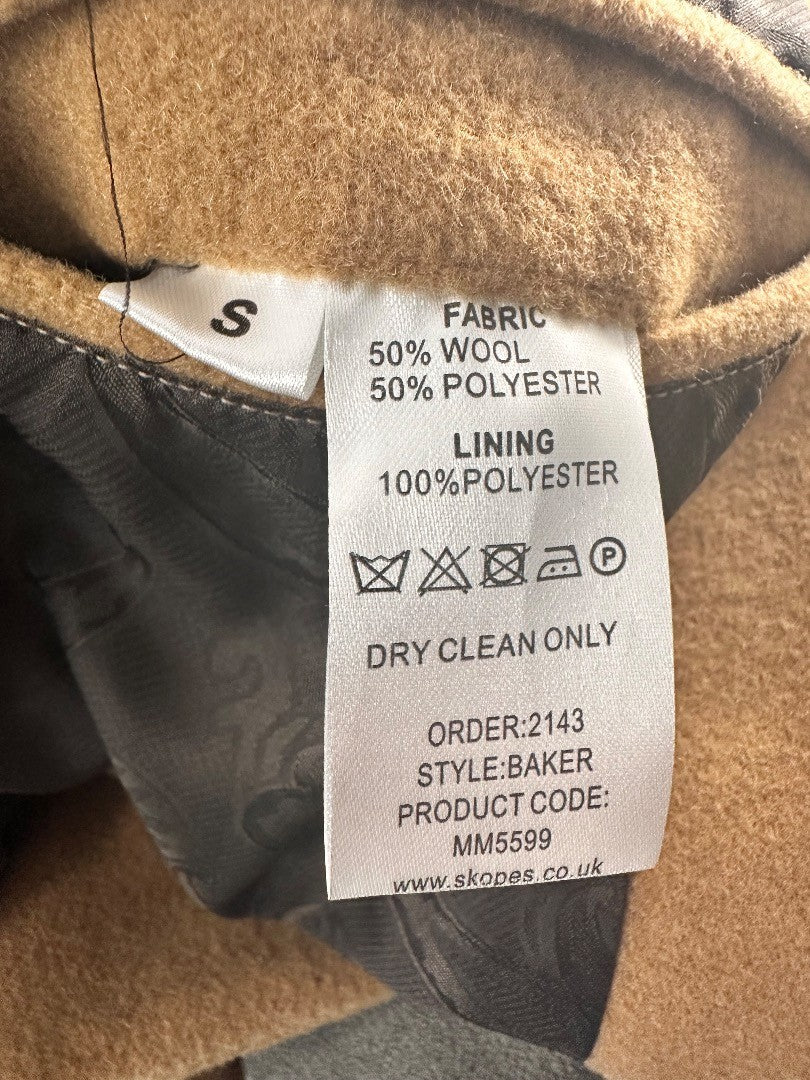 S
FABRIC
50% WOOL
50% POLYESTER
LINING
100%POLYESTER
P
DRY CLEAN ONLY
ORDER:2143
STYLE:BAKER
PRODUCT CODE:
MM5599
www.skopes.co.uk